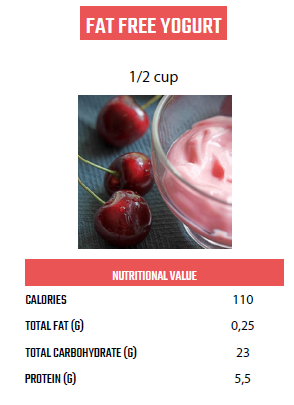 FAT FREE YOGURT
1/2 cup
NUTRITIONAL VALUE
CALORIES 110
TOTAL FAT (G) 0,25
TOTAL CARBOHYDRATE (G) 23
PROTEIN (G) 5,5